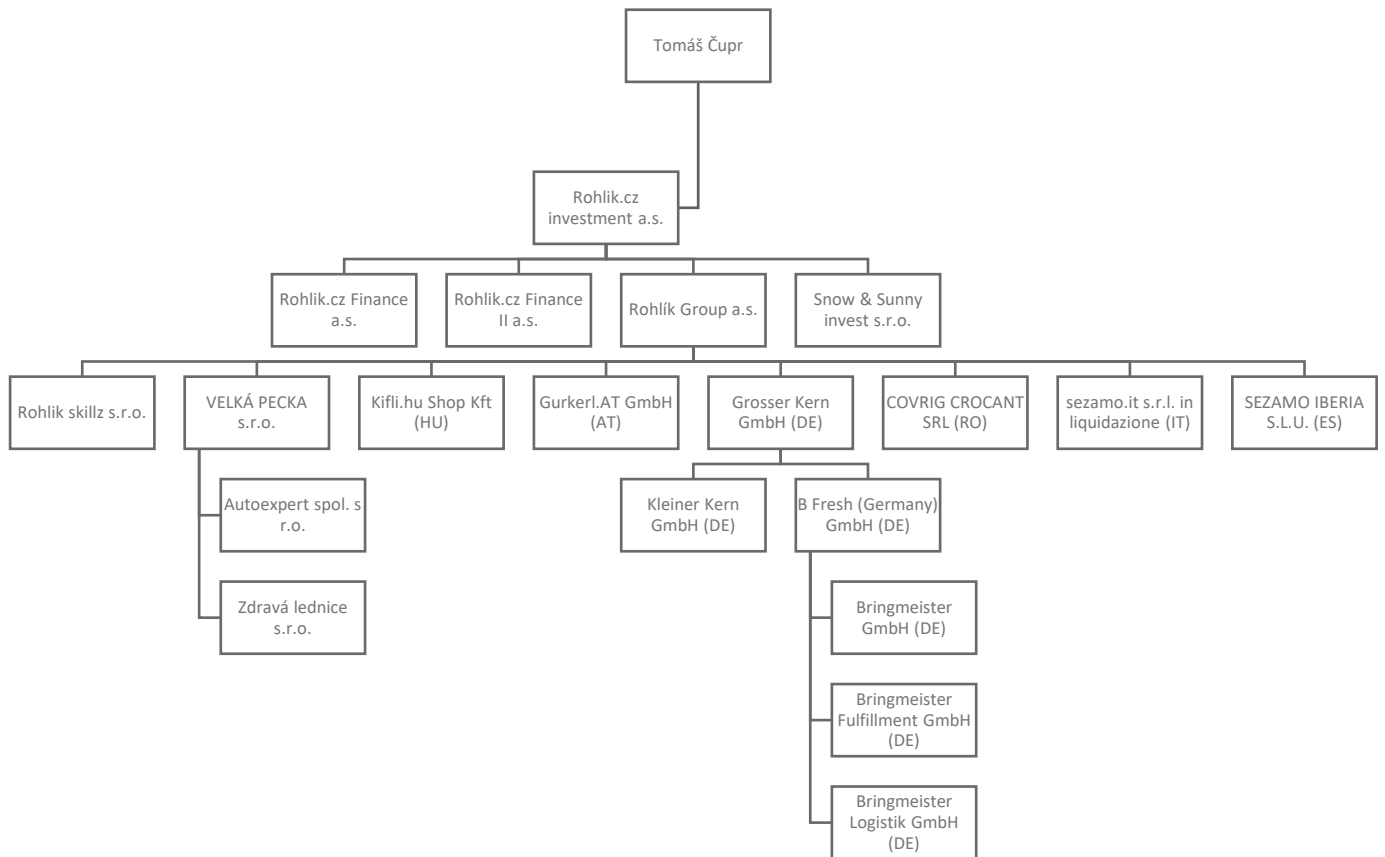 Tomáš Čupr
Rohlik.cz
investment a.s.
Rohlik.cz Finance
a.s.
Rohlik.cz Finance
II a.s.
Rohlík Group a.s.
Snow & Sunny
invest s.r.o.
Rohlik skillz s.r.o.
VELKÁ PECKA
s.r.o.
Kifli.hu Shop Kft
(HU)
Gurkerl.AT GmbH
(AT)
Grosser Kern
GmbH (DE)
COVRIG CROCANT
SRL (RO)
sezamo.it s.r.l. in
liquidazione (IT)
SEZAMO IBERIA
S.L.U. (ES)
Autoexpert spol. s
r.o.
Zdravá lednice
s.r.o.
Kleiner Kern
GmbH (DE)
B Fresh (Germany)
GmbH (DE)
Bringmeister
GmbH (DE)
Bringmeister
Fulfillment GmbH
(DE)
Bringmeister
Logistik GmbH
(DE)